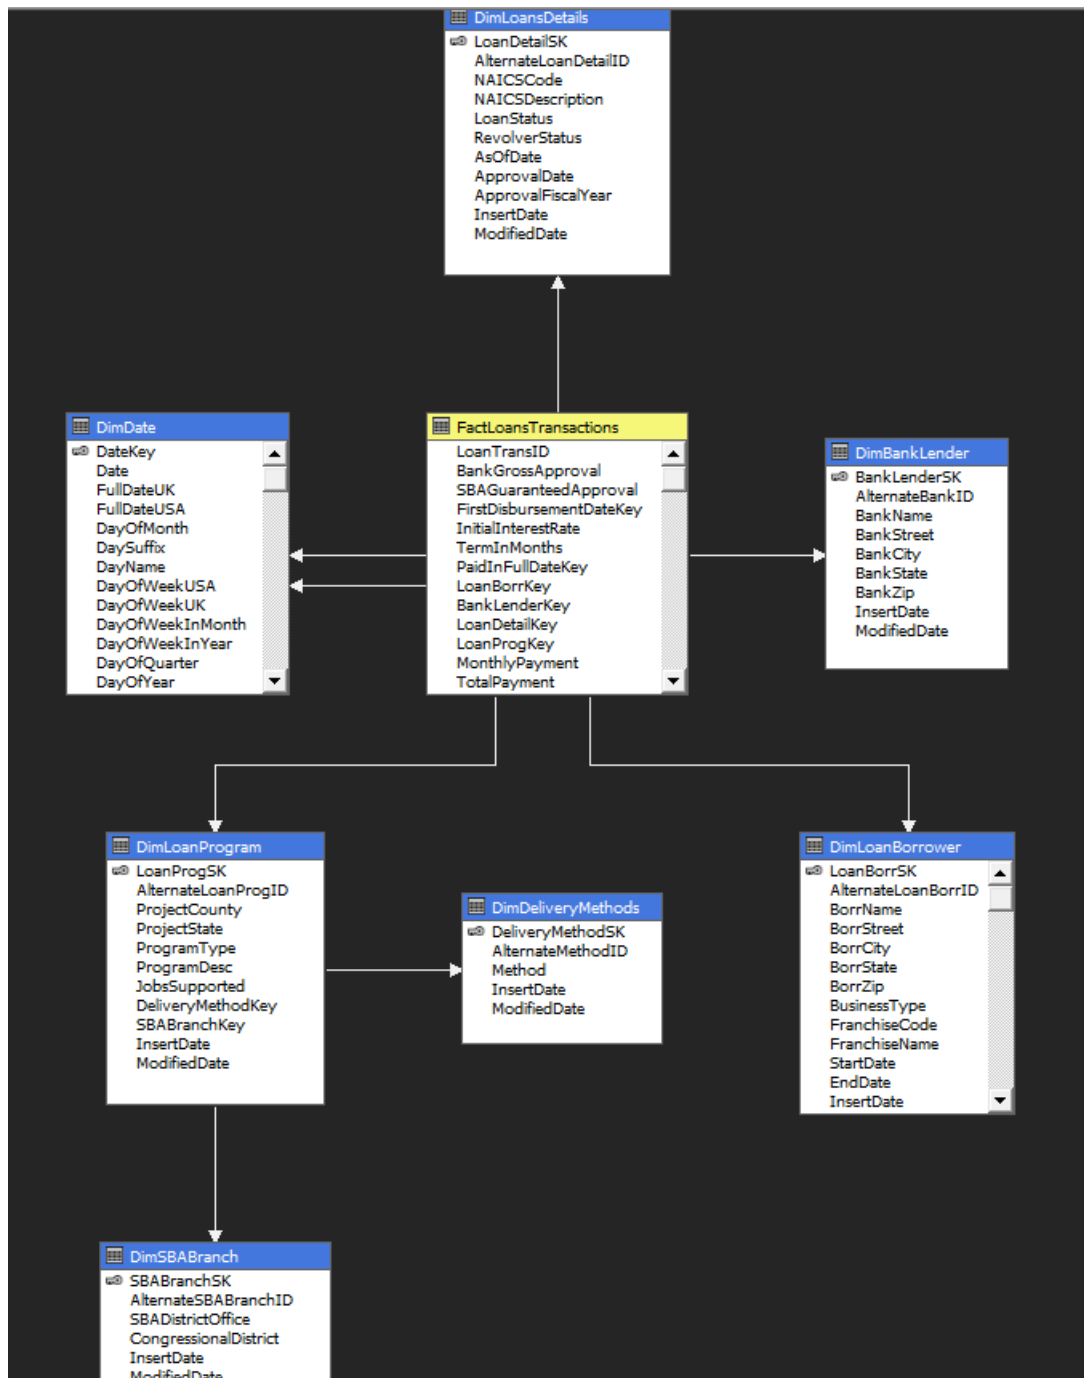 DimLoansDetails
LoanDetailSK
AlternateLoanDetailID
NAICSCode
NAICSDescription
LoanStatus
RevolverStatus
AsOfDate
ApprovalDate
ApprovalFiscalYear
InsertDate
ModifiedDate
DimDate
DateKey
Date
FullDateUK
FullDateUSA
DayOfMonth
DaySuffix
DayName
DayOfWeekUSA
DayOfWeekUK
DayOfWeekInMonth
DayOfWeekInYear
DayOfQuarter
DayOfYear
FactLoansTransactions
LoanTransID
BankGrossApproval
SBAGuaranteedApproval
FirstDisbursementDateKey
InitialInterestRate
TermInMonths
PaidInFullDateKey
LoanBorrKey
BankLenderKey
LoanDetailKey
LoanProgKey
MonthlyPayment
TotalPayment
DimBankLender
BankLenderSK
AlternateBankID
BankName
BankStreet
BankCity
BankState
BankZip
InsertDate
ModifiedDate
DimLoanProgram
LoanProgSK
AlternateLoanProgID
ProjectCounty
ProjectState
ProgramType
ProgramDesc
JobsSupported
DeliveryMethodKey
SBABranchKey
InsertDate
ModifiedDate
DimDeliveryMethods
DeliveryMethodSK
AlternateMethodID
Method
InsertDate
ModifiedDate
DimLoanBorrower
LoanBorrSK
AlternateLoanBorrID
BorrName
BorrStreet
BorrCity
BorrState
BorrZip
BusinessType
FranchiseCode
FranchiseName
StartDate
EndDate
InsertDate
DimSBABranch
SBABranchSK
AlternateSBABranchID
SBADistrictOffice
CongressionalDistrict
InsertDate
ModifiedDate